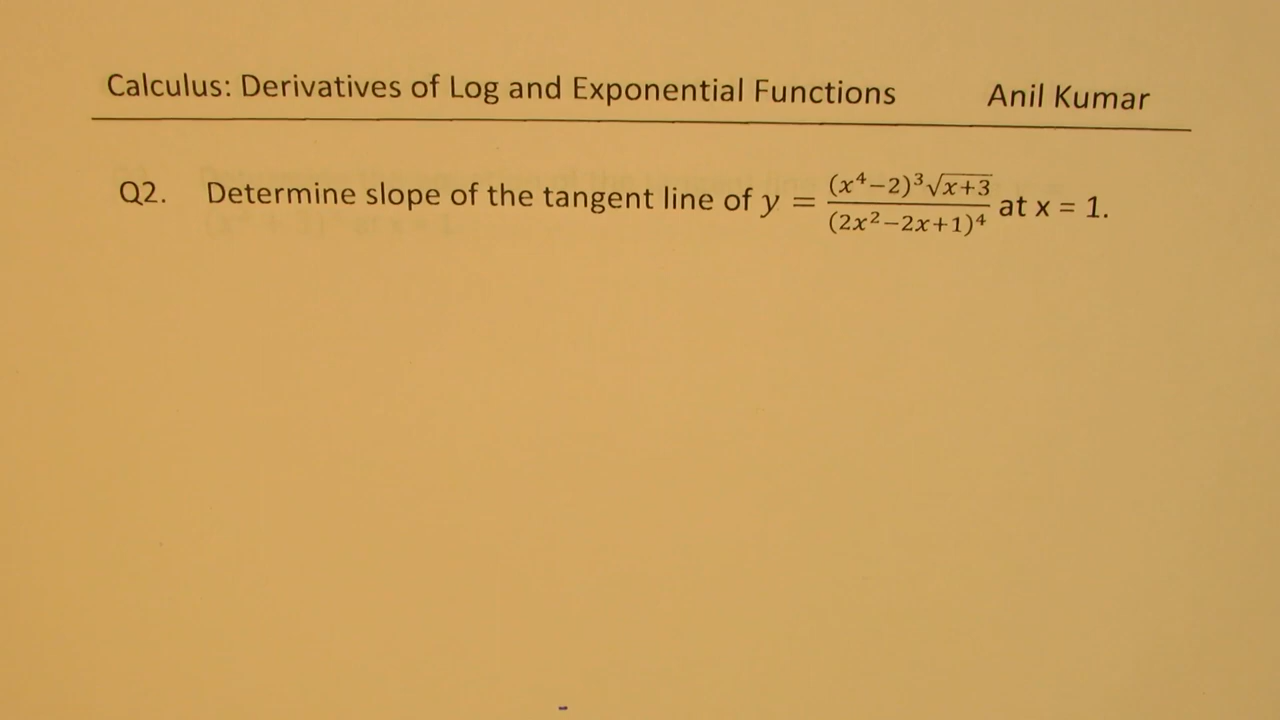 Calculus: Derivatives of Log and Exponential Functions Anil Kumar
Q2. Determine slope of the tangent line of y = (x⁴−2)³√(x+3) / (2x²−2x+1)⁴ at x = 1.